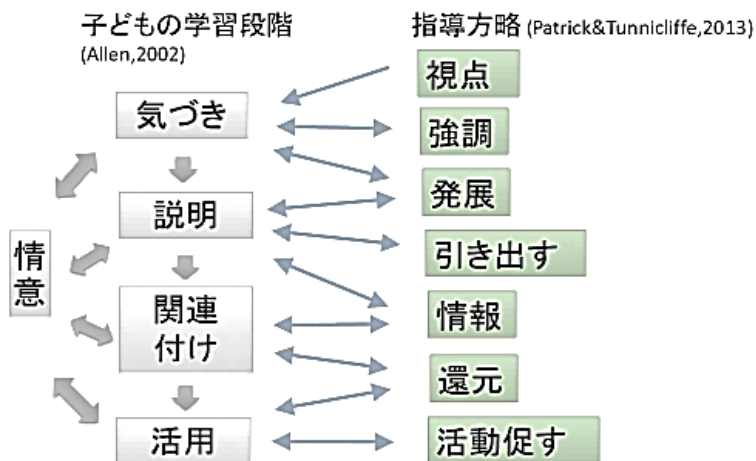 子どもの学習段階
(Allen,2002)
指導方略 (Patrick&Tunnicliffe,2013)
気づき
説明
関連
付け
活用
情
意
視点
強調
発展
引き出す
情報
還元
活動促す